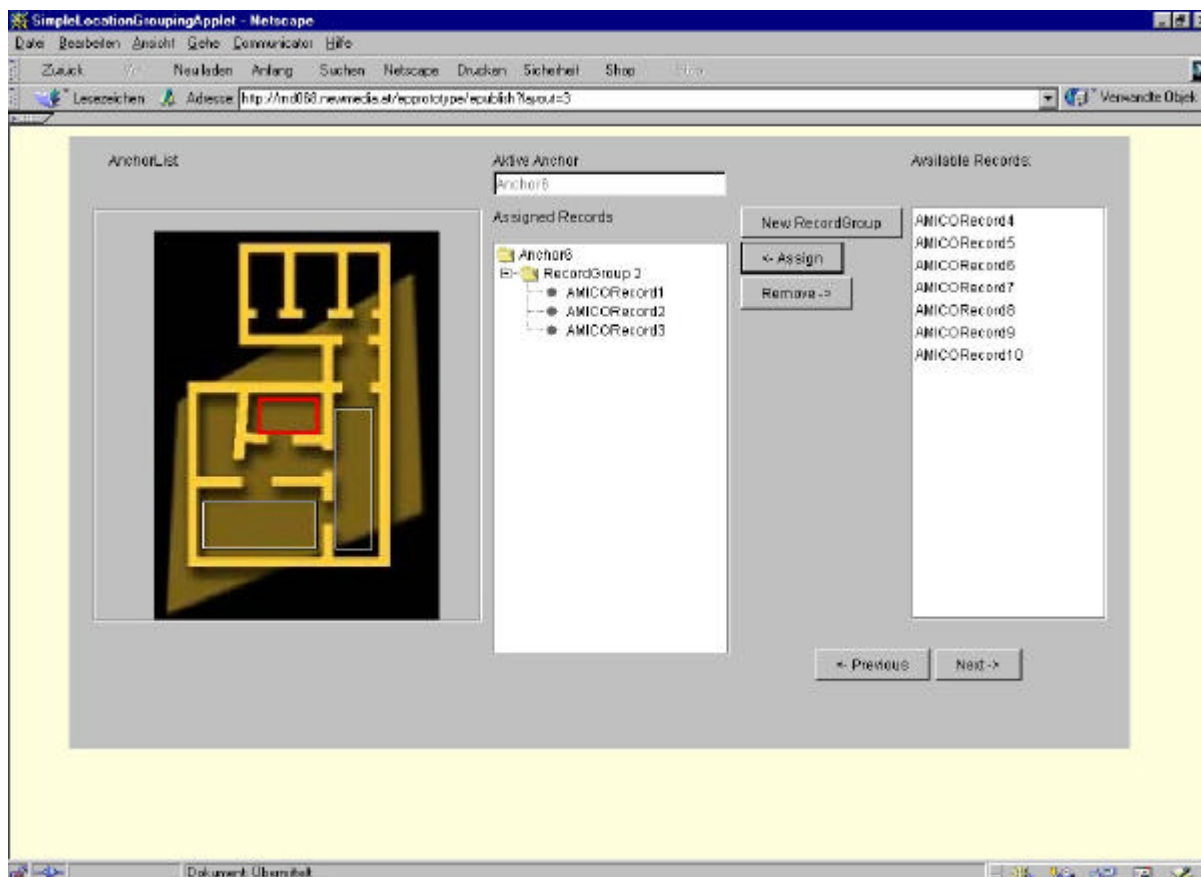 SimpleLocationGroupingApplet - Netscape
Datei Bearbeiten Ansicht Gehe Communicator Hilfe
Zurück Neu laden Anfang Suchen Netscape Drucken Sicherheit Shop
Lesezeichen Adresse http://md068.newmedia.at/epprototype/epublish?layout=3 Verwandte Objek
AnchorList
Aktive Anchor
Available Records:
Anchor6
Assigned Records
New RecordGroup
<- Assign
Remove ->
Anchor6
RecordGroup 2
AMICORecord1
AMICORecord2
AMICORecord3
AMICORecord4
AMICORecord5
AMICORecord6
AMICORecord7
AMICORecord8
AMICORecord9
AMICORecord10
<- Previous
Next ->
Dokument: Übermittelt